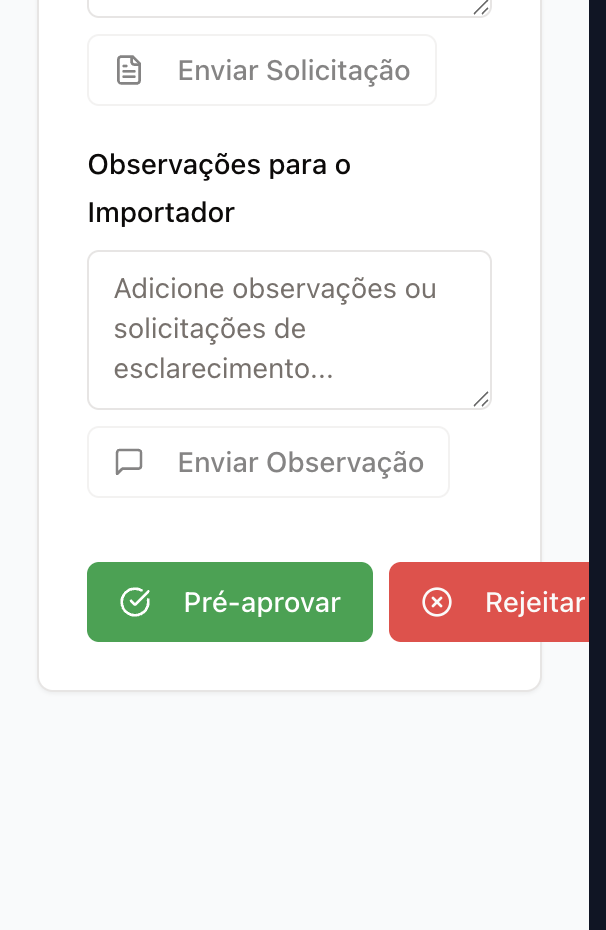 Enviar Solicitação
Observações para o
Importador
Adicione observações ou
solicitações de
esclarecimento...
Enviar Observação
Pré-aprovar
Rejeitar